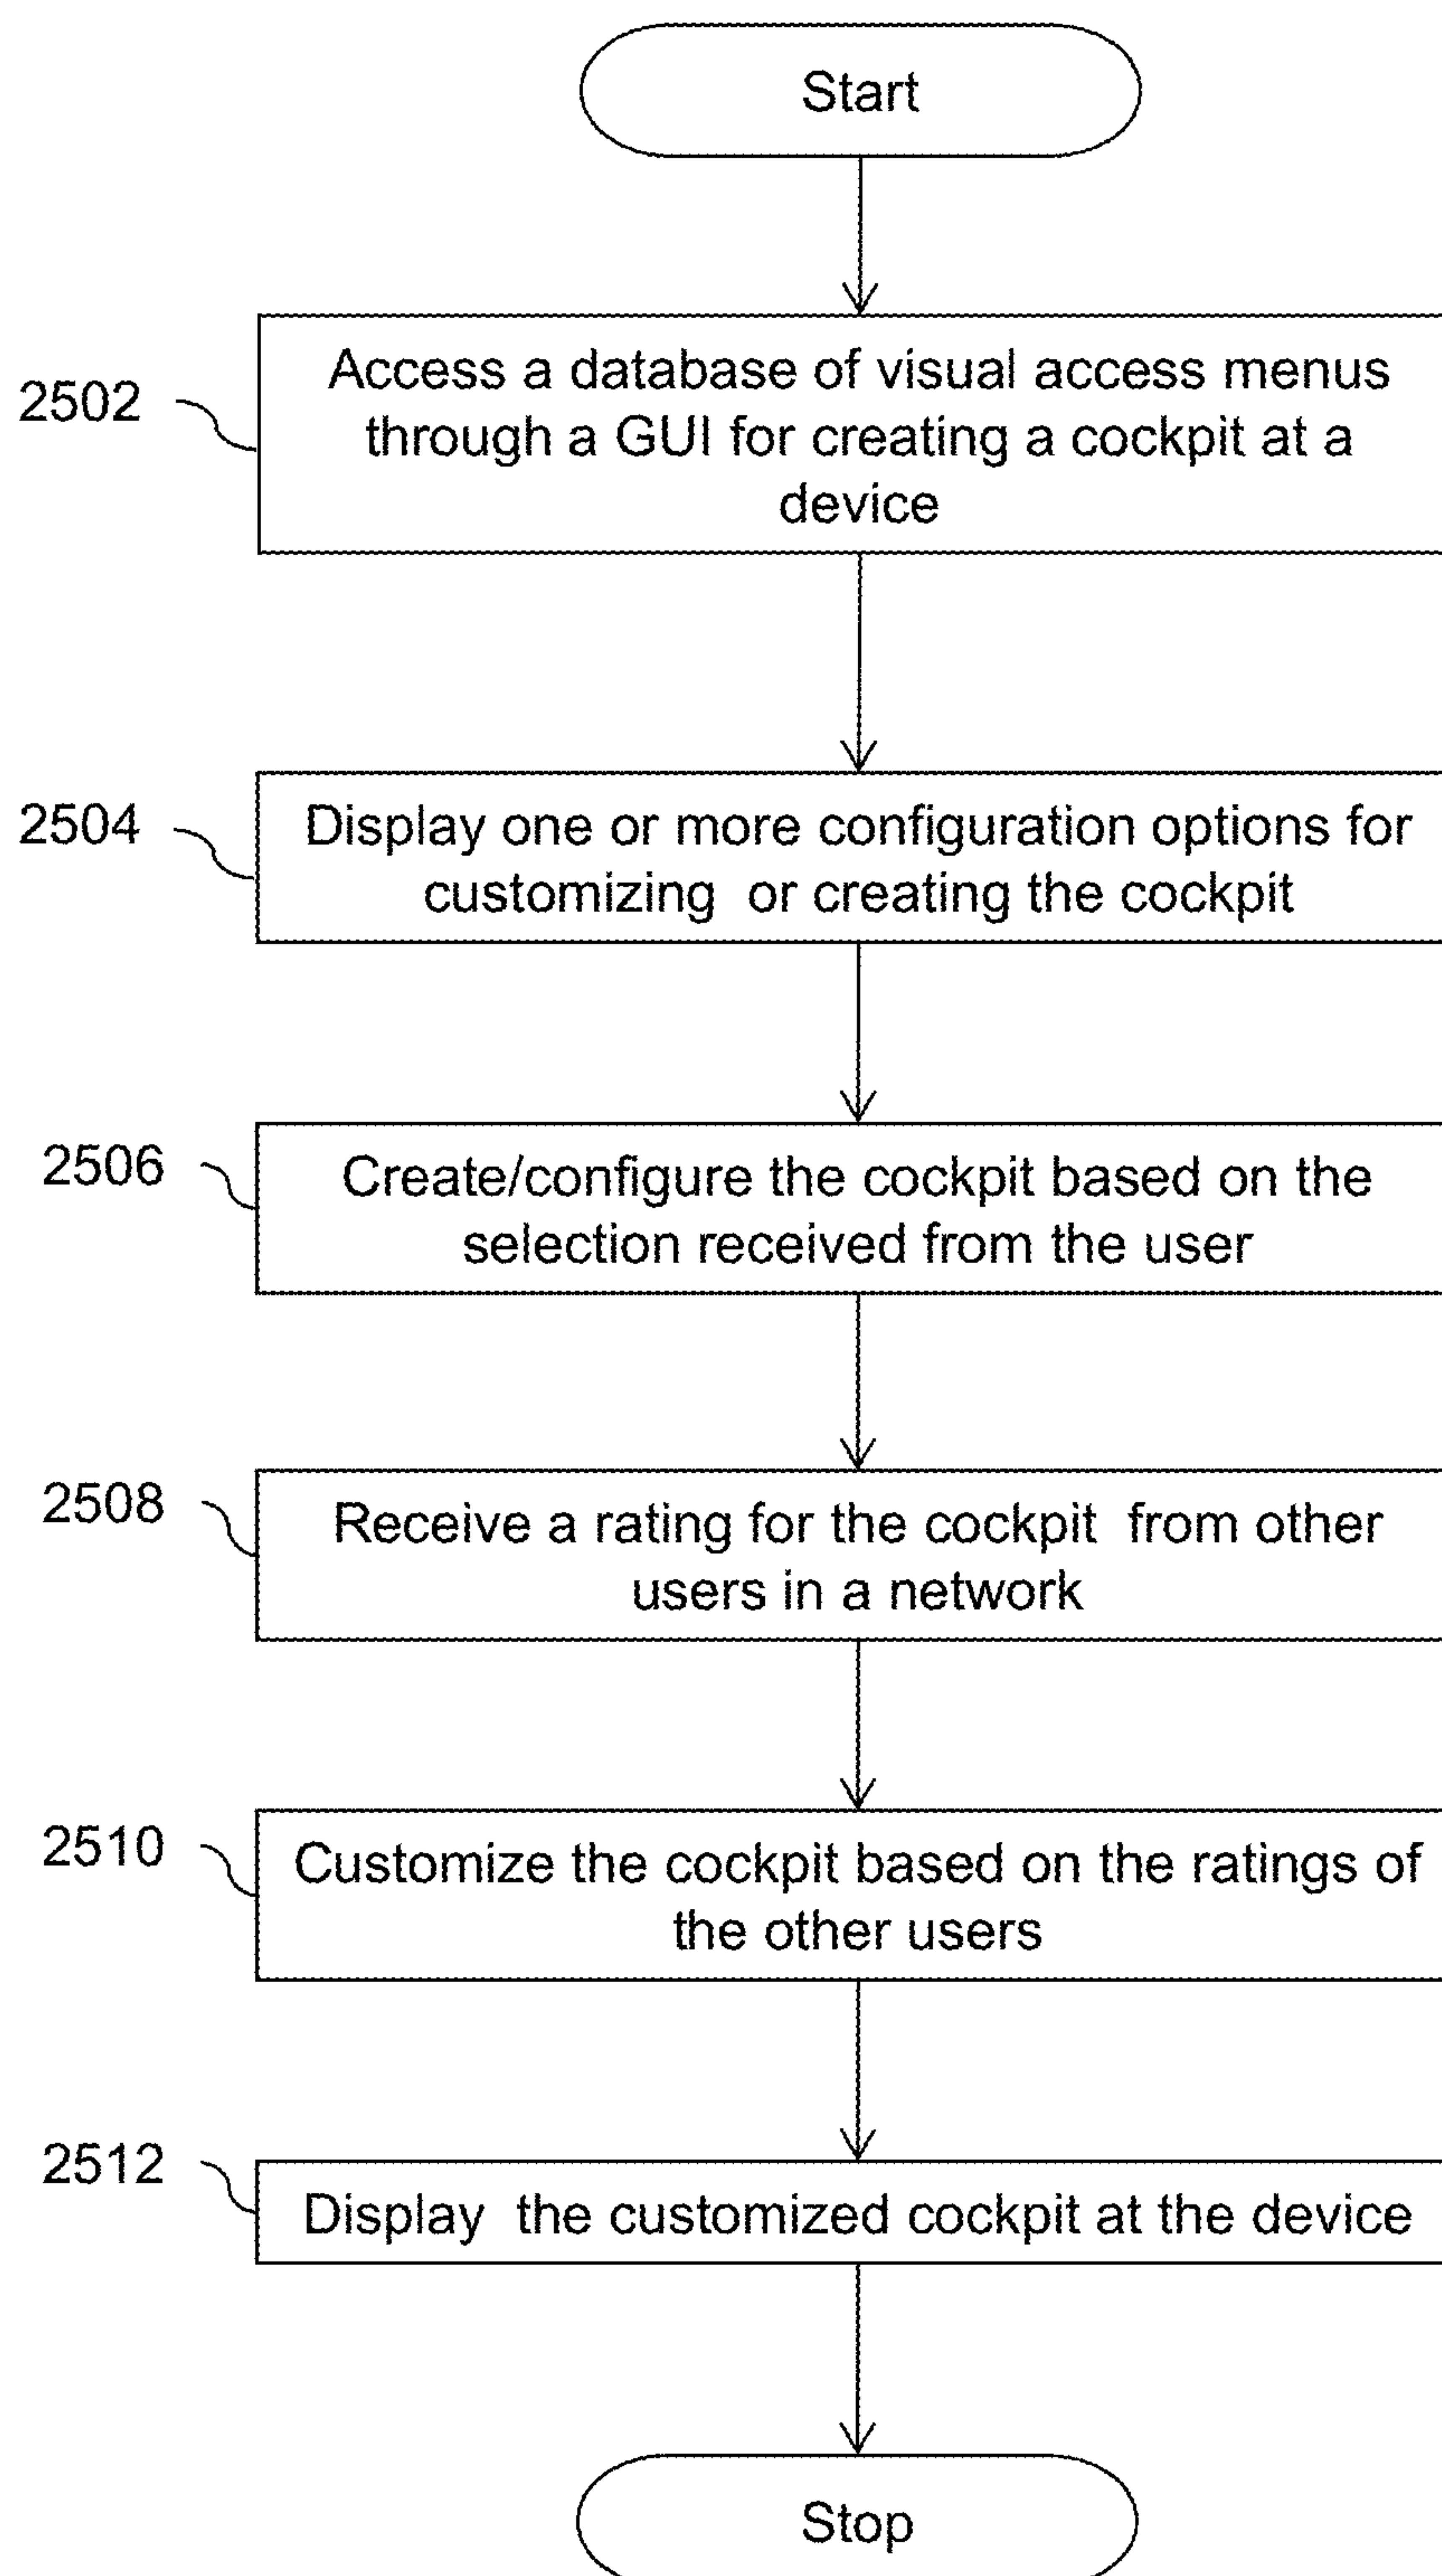 Start
2502
Access a database of visual access menus
through a GUI for creating a cockpit at a
device
2504
Display one or more configuration options for
customizing  or creating the cockpit
2506
Create/configure the cockpit based on the
selection received from the user
2508
Receive a rating for the cockpit  from other
users in a network
2510
Customize the cockpit based on the ratings of
the other users
2512
Display  the customized cockpit at the device
Stop